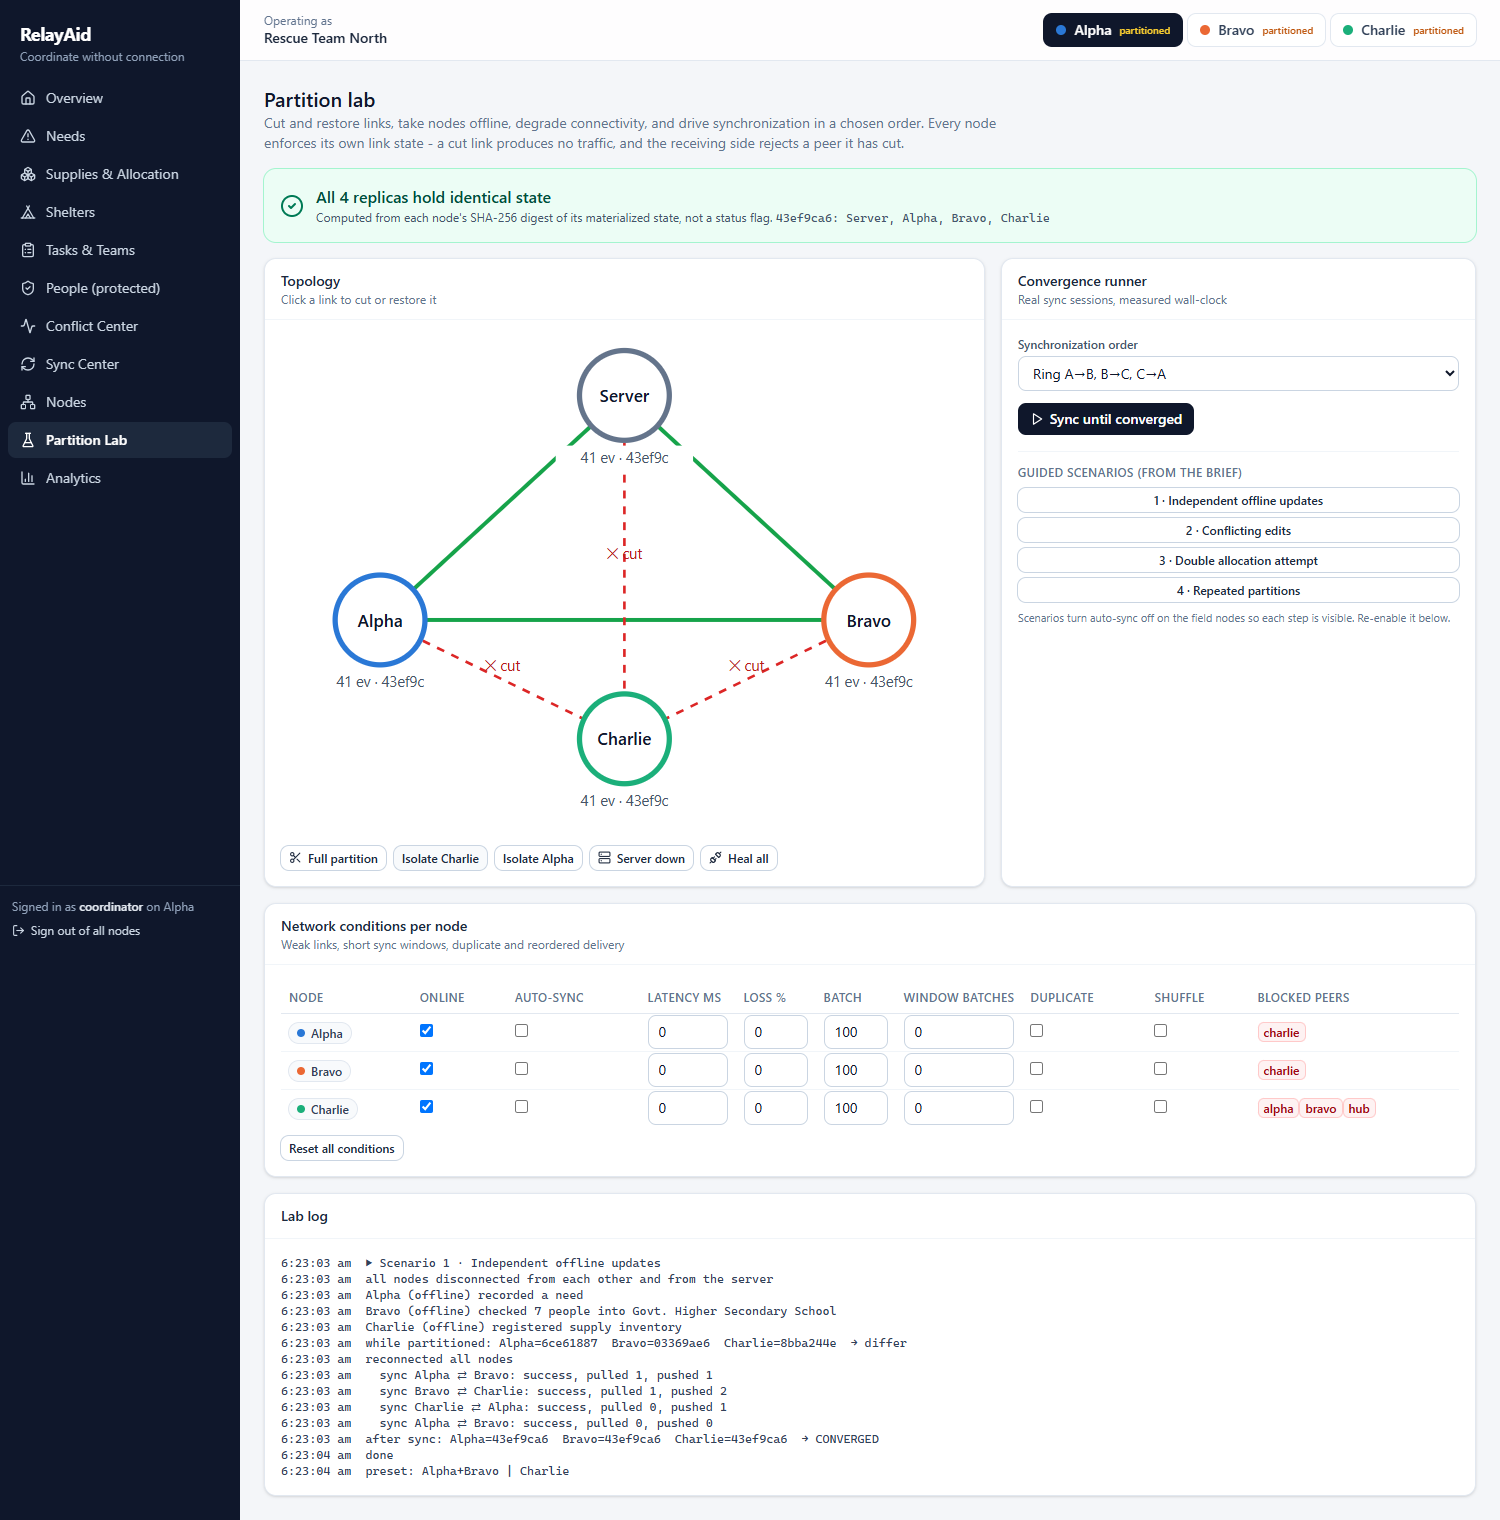 RelayAid
Coordinate without connection
Overview
Needs
Supplies & Allocation
Shelters
Tasks & Teams
People (protected)
Conflict Center
Sync Center
Nodes
Partition Lab
Analytics
Signed in as coordinator on Alpha
Sign out of all nodes
Operating as
Rescue Team North
Alpha partitioned
Bravo partitioned
Charlie partitioned
Partition lab
Cut and restore links, take nodes offline, degrade connectivity, and drive synchronization in a chosen order. Every node
enforces its own link state - a cut link produces no traffic, and the receiving side rejects a peer it has cut.
All 4 replicas hold identical state
Computed from each node's SHA-256 digest of its materialized state, not a status flag. 43ef9ca6: Server, Alpha, Bravo, Charlie
Topology
Click a link to cut or restore it
Server
41 ev · 43ef9c
✕ cut
Alpha
41 ev · 43ef9c
Bravo
41 ev · 43ef9c
✕ cut
✕ cut
Charlie
41 ev · 43ef9c
Full partition
Isolate Charlie
Isolate Alpha
Server down
Heal all
Convergence runner
Real sync sessions, measured wall-clock
Synchronization order
Ring A→B, B→C, C→A
Sync until converged
GUIDED SCENARIOS (FROM THE BRIEF)
1 · Independent offline updates
2 · Conflicting edits
3 · Double allocation attempt
4 · Repeated partitions
Scenarios turn auto-sync off on the field nodes so each step is visible. Re-enable it below.
Network conditions per node
Weak links, short sync windows, duplicate and reordered delivery
NODE ONLINE AUTO-SYNC LATENCY MS LOSS % BATCH WINDOW BATCHES DUPLICATE SHUFFLE BLOCKED PEERS
Alpha 0 0 100 0 charlie
Bravo 0 0 100 0 charlie
Charlie 0 0 100 0 alpha bravo hub
Reset all conditions
Lab log
6:23:03 am ▶ Scenario 1 · Independent offline updates
6:23:03 am all nodes disconnected from each other and from the server
6:23:03 am Alpha (offline) recorded a need
6:23:03 am Bravo (offline) checked 7 people into Govt. Higher Secondary School
6:23:03 am Charlie (offline) registered supply inventory
6:23:03 am while partitioned: Alpha=6ce61887 Bravo=03369ae6 Charlie=8bba244e → differ
6:23:03 am reconnected all nodes
6:23:03 am sync Alpha ⇄ Bravo: success, pulled 1, pushed 1
6:23:03 am sync Bravo ⇄ Charlie: success, pulled 1, pushed 2
6:23:03 am sync Charlie ⇄ Alpha: success, pulled 0, pushed 1
6:23:03 am sync Alpha ⇄ Bravo: success, pulled 0, pushed 0
6:23:03 am after sync: Alpha=43ef9ca6 Bravo=43ef9ca6 Charlie=43ef9ca6 → CONVERGED
6:23:04 am done
6:23:04 am preset: Alpha+Bravo | Charlie